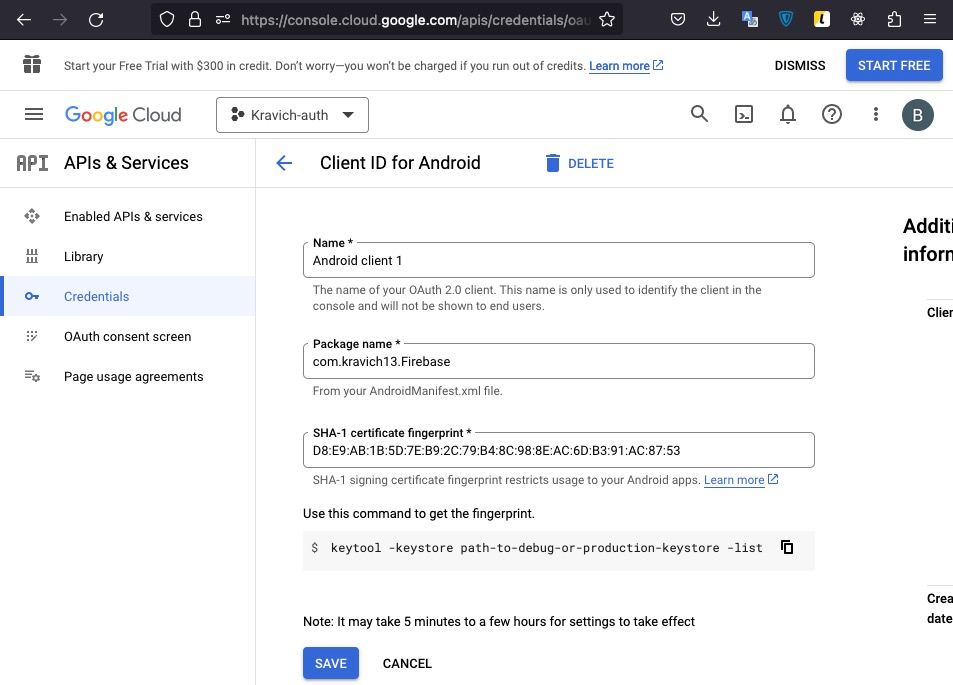 https://console.cloud.google.com/apis/credentials/oau
Start your Free Trial with $300 in credit. Don’t worry—you won’t be charged if you run out of credits. Learn more
DISMISS
START FREE
Google Cloud
Kravich-auth
B
API APIs & Services
Client ID for Android
DELETE
Enabled APIs & services
Library
Credentials
OAuth consent screen
Page usage agreements
Name *
Android client 1
The name of your OAuth 2.0 client. This name is only used to identify the client in the
console and will not be shown to end users.
Package name *
com.kravich13.Firebase
From your AndroidManifest.xml file.
SHA-1 certificate fingerprint *
D8:E9:AB:1B:5D:7E:B9:2C:79:B4:8C:98:8E:AC:6D:B3:91:AC:87:53
SHA-1 signing certificate fingerprint restricts usage to your Android apps. Learn more
Use this command to get the fingerprint.
$ keytool -keystore path-to-debug-or-production-keystore -list
Note: It may take 5 minutes to a few hours for settings to take effect
SAVE
CANCEL
Additi
inforn
Clien
Crea
date